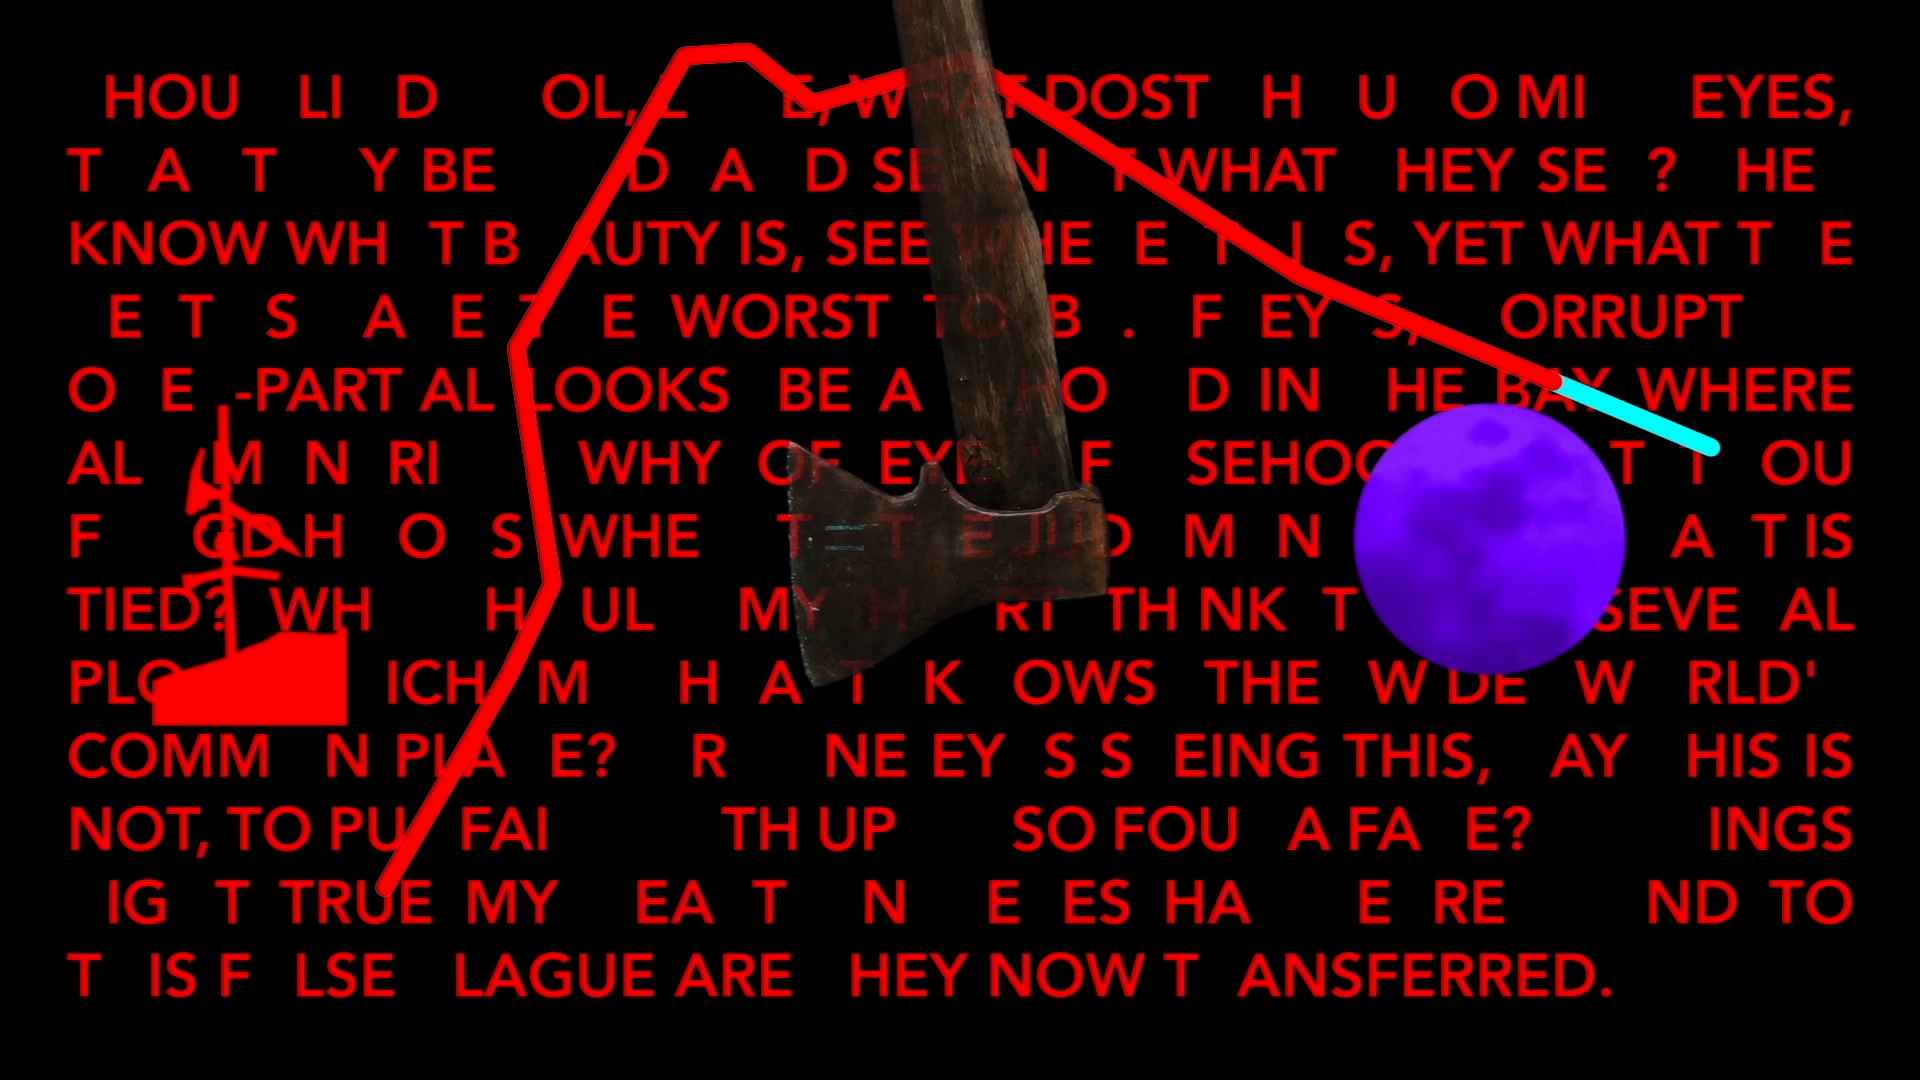 HOU LI D OL, L E, WHAT DOST H U O MI EYES,
T A T Y BE D A D SE N T WHAT HEY SE ? HE
KNOW WH T B AUTY IS, SEE WHE E T I S, YET WHAT T E
E T S A E T E WORST TO B . F EY S, ORRUPT
O E -PART AL LOOKS BE A HO D IN HE BAY WHERE
AL M N RI WHY OF EYE ' F SEHOO T T OU
F G D H O S WHE T T E JUD M N A T IS
TIED? WH H UL MY H RT TH NK T SEVE AL
PLO ICH M H A T K OWS THE W DE W RLD'
COMM N PLA E? R NE EY S S EING THIS, AY HIS IS
NOT, TO PU FAI TH UP SO FOU A FA E? INGS
IG T TRUE MY EA T N E ES HA E RE ND TO
T IS F LSE LAGUE ARE HEY NOW T ANSFERRED.